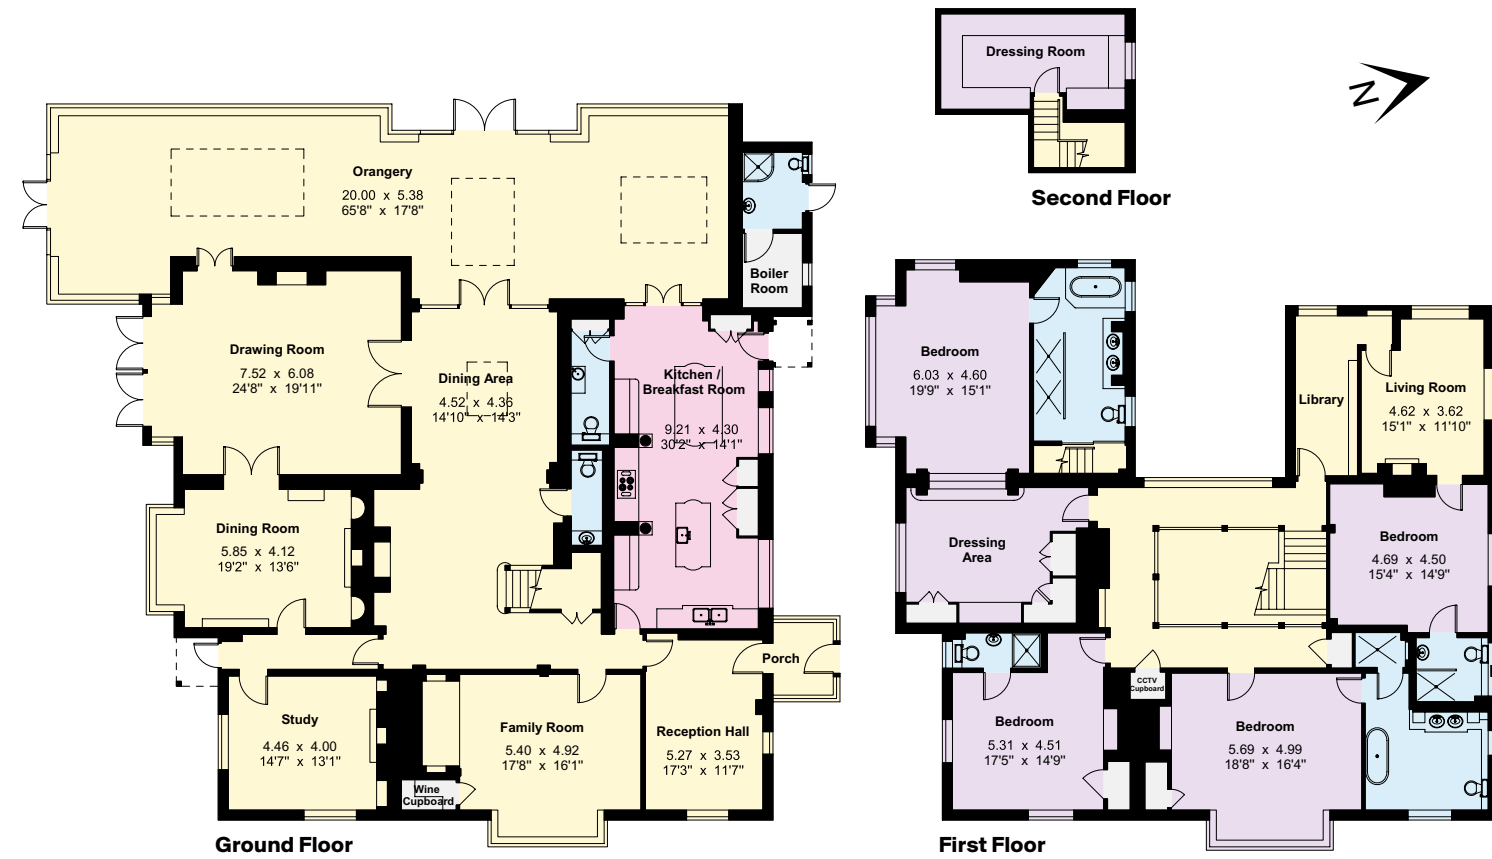 Dressing Room
Second Floor
N
Orangery
20.00 x 5.38
65'8" x 17'8"
Boiler
Room
Drawing Room
7.52 x 6.08
24'8" x 19'11"
Dining Area
4.52 x 4.36
14'10" x 14'3"
Kitchen /
Breakfast Room
9.21 x 4.30
30'2" x 14'1"
Dining Room
5.85 x 4.12
19'2" x 13'6"
Porch
Study
4.46 x 4.00
14'7" x 13'1"
Family Room
5.40 x 4.92
17'8" x 16'1"
Reception Hall
5.27 x 3.53
17'3" x 11'7"
Wine
Cupboard
Ground Floor
Bedroom
6.03 x 4.60
19'9" x 15'1"
Library
Living Room
4.62 x 3.62
15'1" x 11'10"
Dressing
Area
Bedroom
4.69 x 4.50
15'4" x 14'9"
CCTV
Cupboard
Bedroom
5.31 x 4.51
17'5" x 14'9"
Bedroom
5.69 x 4.99
18'8" x 16'4"
First Floor